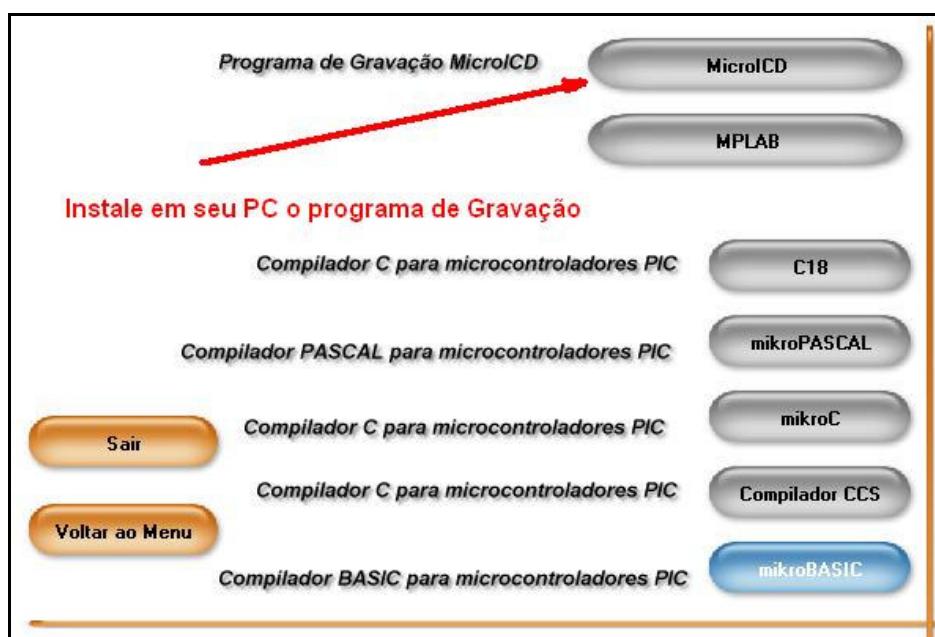 Programa de Gravação MicroICD
MicroICD
MPLAB
Instale em seu PC o programa de Gravação
Compilador C para microcontroladores PIC
C18
Compilador PASCAL para microcontroladores PIC
mikroPASCAL
Compilador C para microcontroladores PIC
mikroC
Sair
Compilador C para microcontroladores PIC
Compilador CCS
Voltar ao Menu
Compilador BASIC para microcontroladores PIC
mikroBASIC